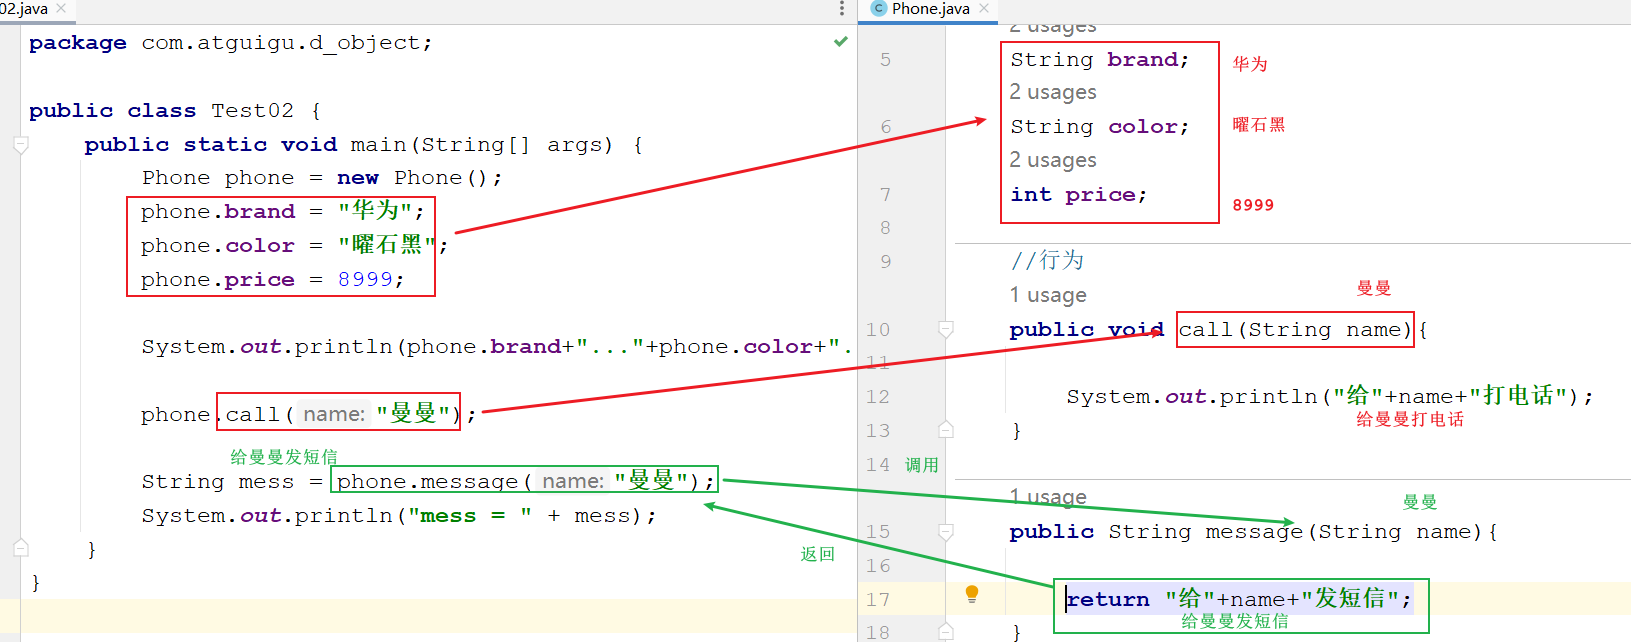 02.java
package com.atguigu.d_object;
public class Test02 {
public static void main(String[] args) {
Phone phone = new Phone();
phone.brand = "华为";
phone.color = "曜石黑";
phone.price = 8999;
System.out.println(phone.brand+"..."+phone.color+".
phone.call( name: "曼曼");
给曼曼发短信
String mess = phone.message( name: "曼曼");
System.out.println("mess = " + mess);
}
}
调用
返回
Phone.java
2 usages
5 String brand; 华为
2 usages
6 String color; 曜石黑
2 usages
7 int price; 8999
8
9 //行为
1 usage
曼曼
10 public void call(String name){
11
12 System.out.println("给"+name+"打电话");
给曼曼打电话
13 }
14
1 usage
曼曼
15 public String message(String name){
16
17 return "给"+name+"发短信";
给曼曼发短信
18 }